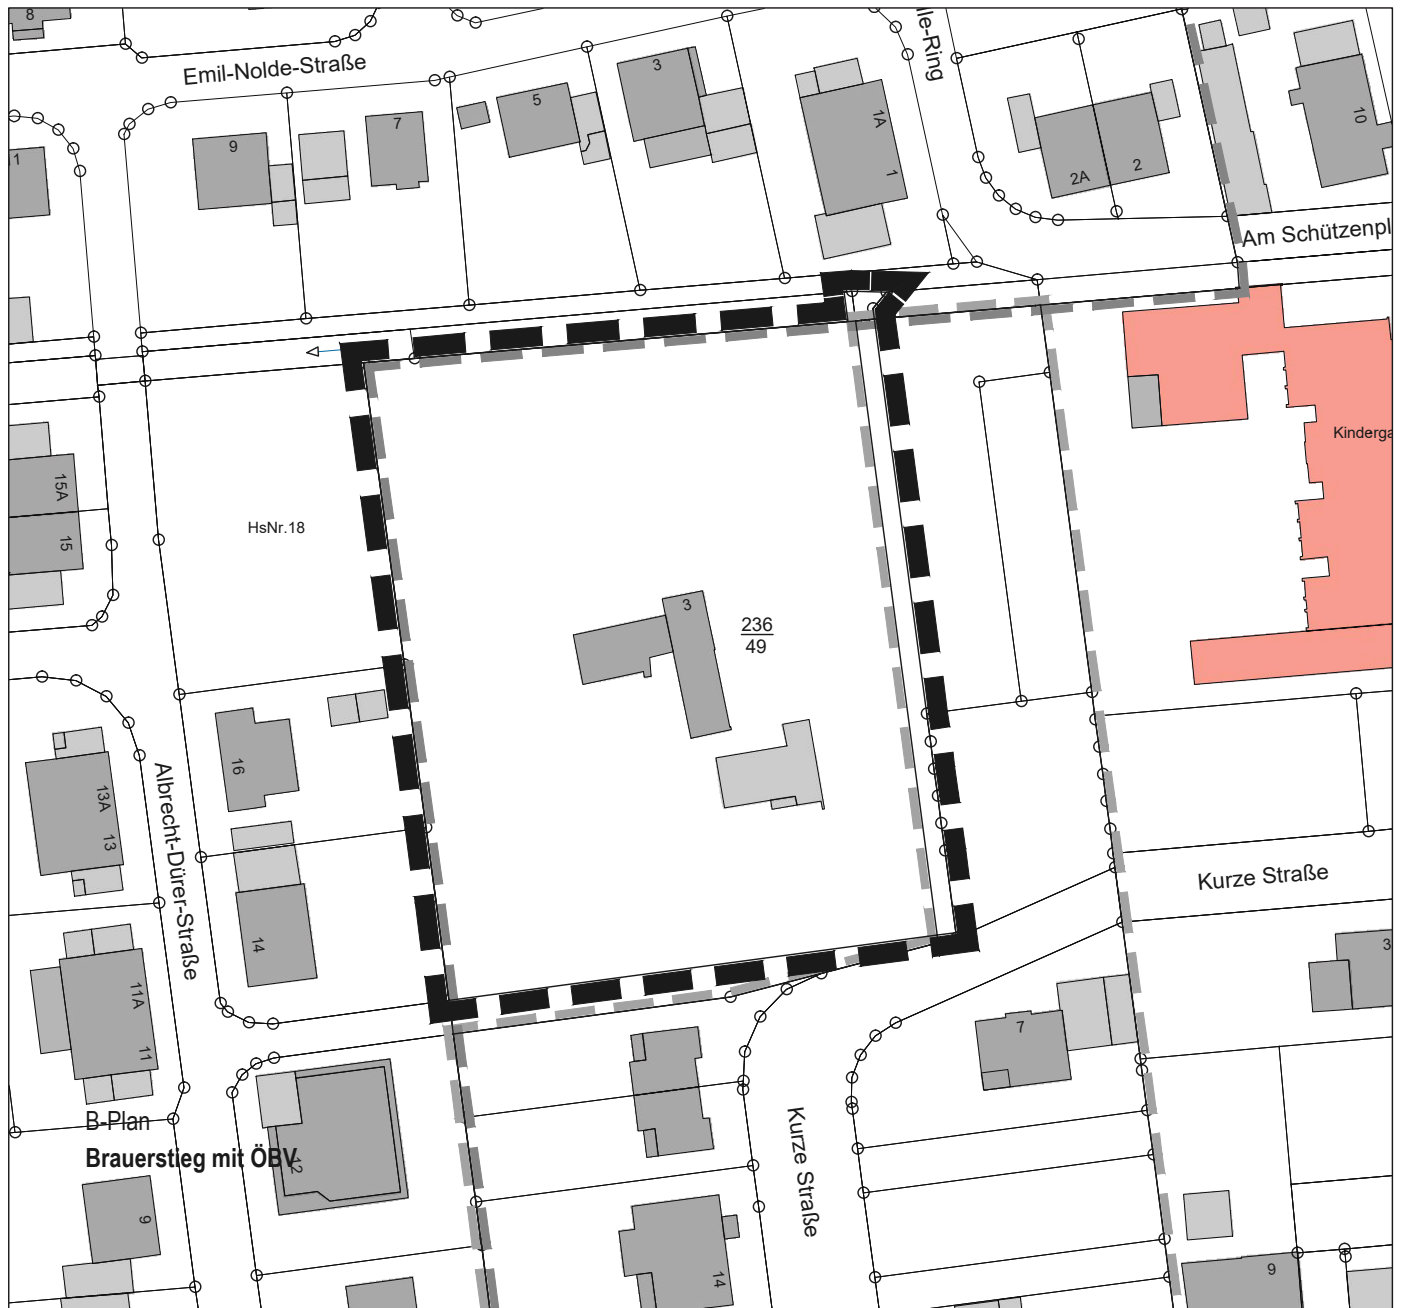 8
Emil-Nolde-Straße
lle-Ring
3
5
7
9
1
1A
1
2A
2
10
Am Schützenpl
Kinderga
15A
15
HsNr.18
3
236
49
16
13A
13
Albrecht-Dürer-Straße
14
Kurze Straße
3
11A
11
7
B-Plan
Brauerstieg mit ÖBV
12
Kurze Straße
9
14
9